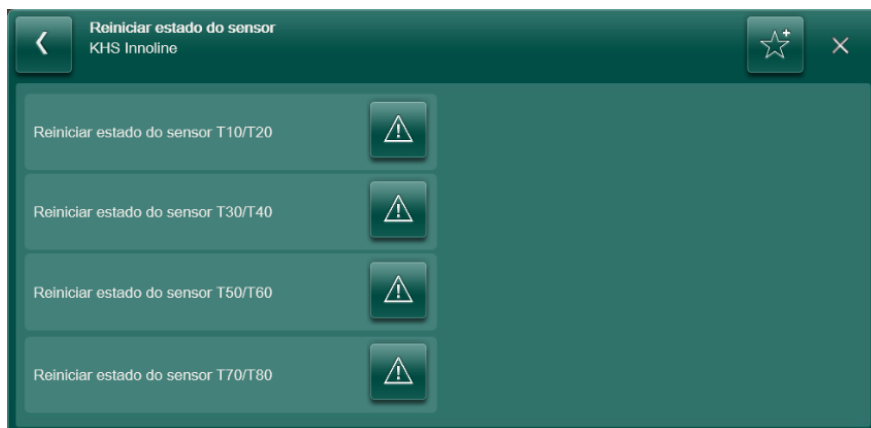 Reiniciar estado do sensor
KHS Innoline
Reiniciar estado do sensor T10/T20
Reiniciar estado do sensor T30/T40
Reiniciar estado do sensor T50/T60
Reiniciar estado do sensor T70/T80